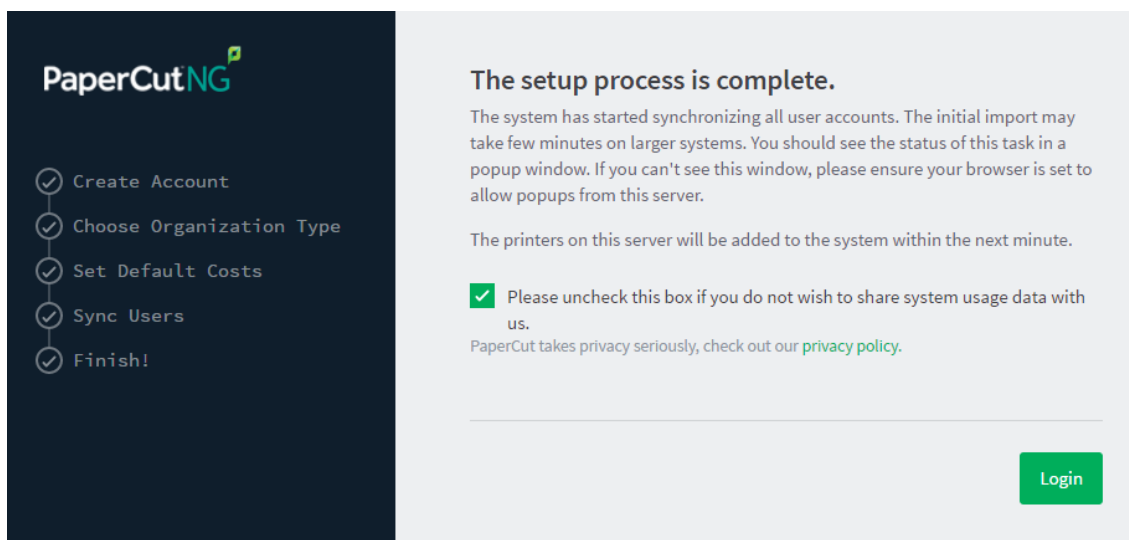 PaperCut NG
Create Account
Choose Organization Type
Set Default Costs
Sync Users
Finish!
The setup process is complete.
The system has started synchronizing all user accounts. The initial import may
take few minutes on larger systems. You should see the status of this task in a
popup window. If you can't see this window, please ensure your browser is set to
allow popups from this server.
The printers on this server will be added to the system within the next minute.
Please uncheck this box if you do not wish to share system usage data with
us.
PaperCut takes privacy seriously, check out our privacy policy.
Login